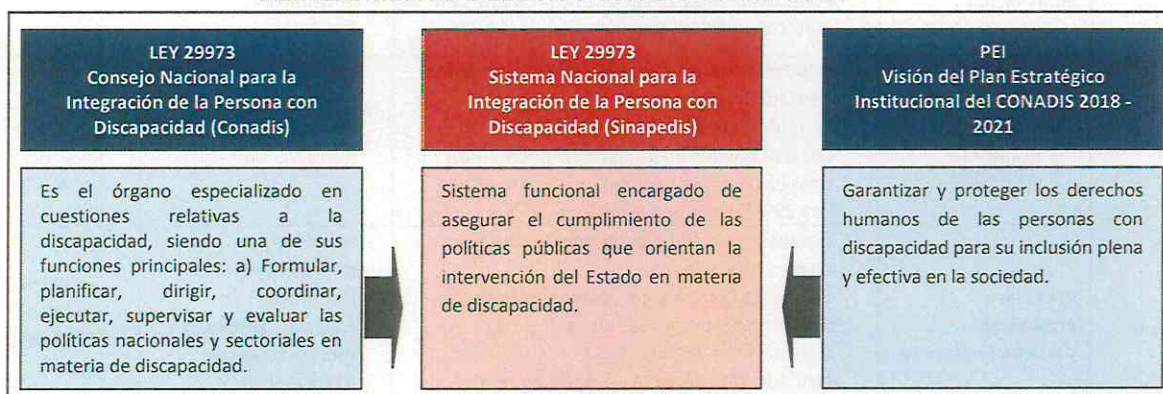 LEY 29973
Consejo Nacional para la
Integración de la Persona con
Discapacidad (Conadis)
Es el órgano especializado en
cuestiones relativas a la
discapacidad, siendo una de sus
funciones principales: a) Formular,
planificar, dirigir, coordinar,
ejecutar, supervisar y evaluar las
políticas nacionales y sectoriales en
materia de discapacidad.
LEY 29973
Sistema Nacional para la
Integración de la Persona con
Discapacidad (Sinapedis)
Sistema funcional encargado de
asegurar el cumplimiento de las
políticas públicas que orientan la
intervención del Estado en materia
de discapacidad.
PEI
Visión del Plan Estratégico
Institucional del CONADIS 2018 -
2021
Garantizar y proteger los derechos
humanos de las personas con
discapacidad para su inclusión plena
y efectiva en la sociedad.